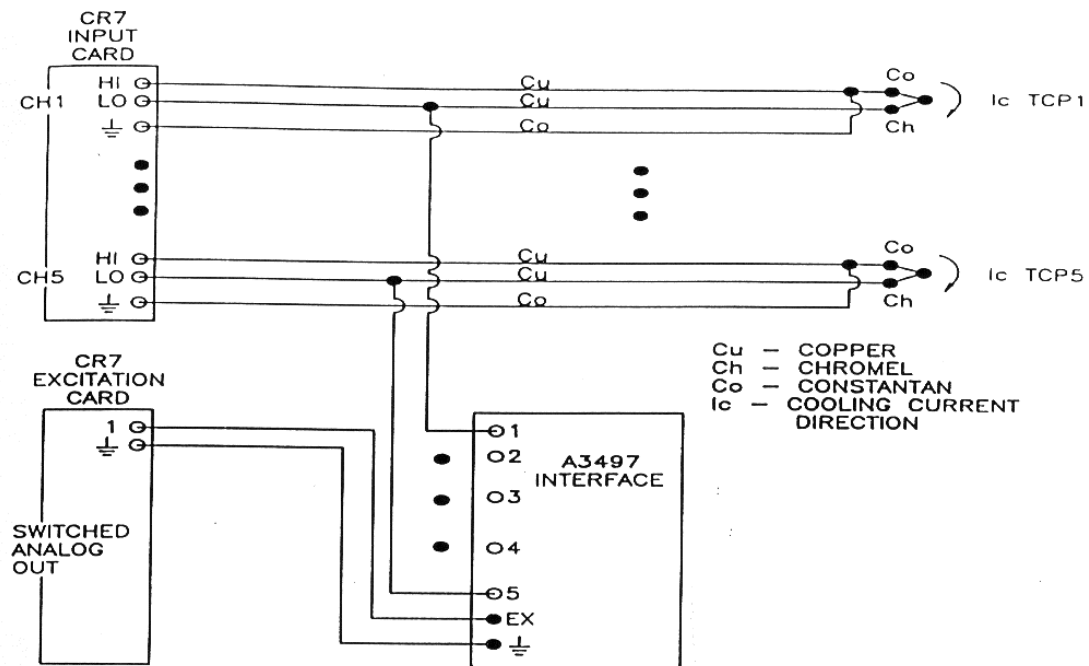 CR7
INPUT
CARD
CH1
HI
LO
Cu
Cu
Co
Co
Ch
Ic TCP1
CH5
HI
LO
Cu
Cu
Co
Co
Ch
Ic TCP5
Cu – COPPER
Ch – CHROMEL
Co – CONSTANTAN
Ic – COOLING CURRENT
DIRECTION
CR7
EXCITATION
CARD
1
SWITCHED
ANALOG
OUT
A3497
INTERFACE
1
2
3
4
5
EX